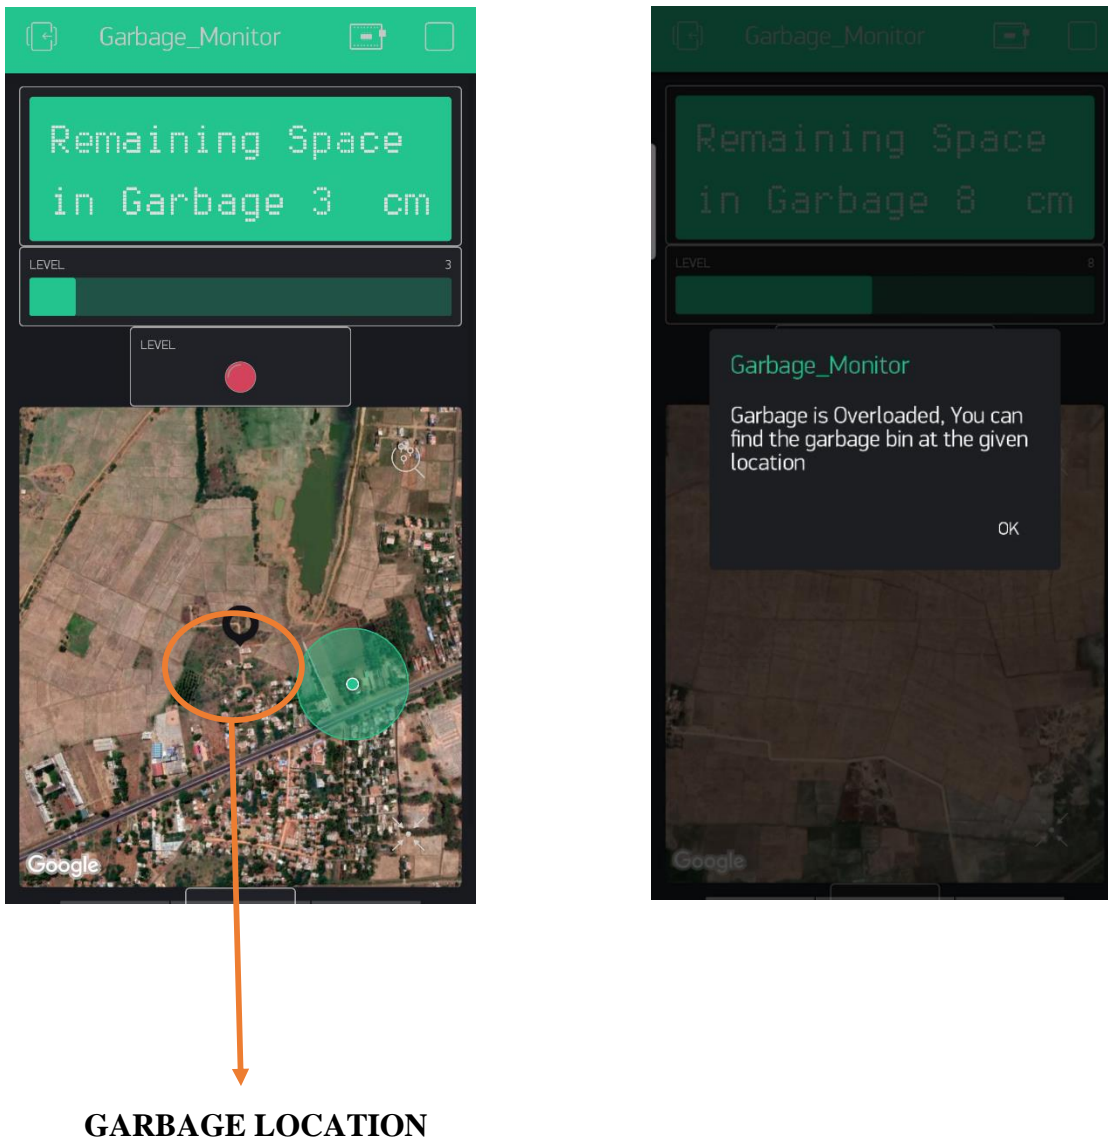 Garbage_Monitor
Remaining Space
in Garbage 3 cm
LEVEL 3
LEVEL
Google
GARBAGE LOCATION
Garbage_Monitor
Remaining Space
in Garbage 8 cm
LEVEL 8
Garbage_Monitor
Garbage is Overloaded, You can
find the garbage bin at the given
location
OK
Google